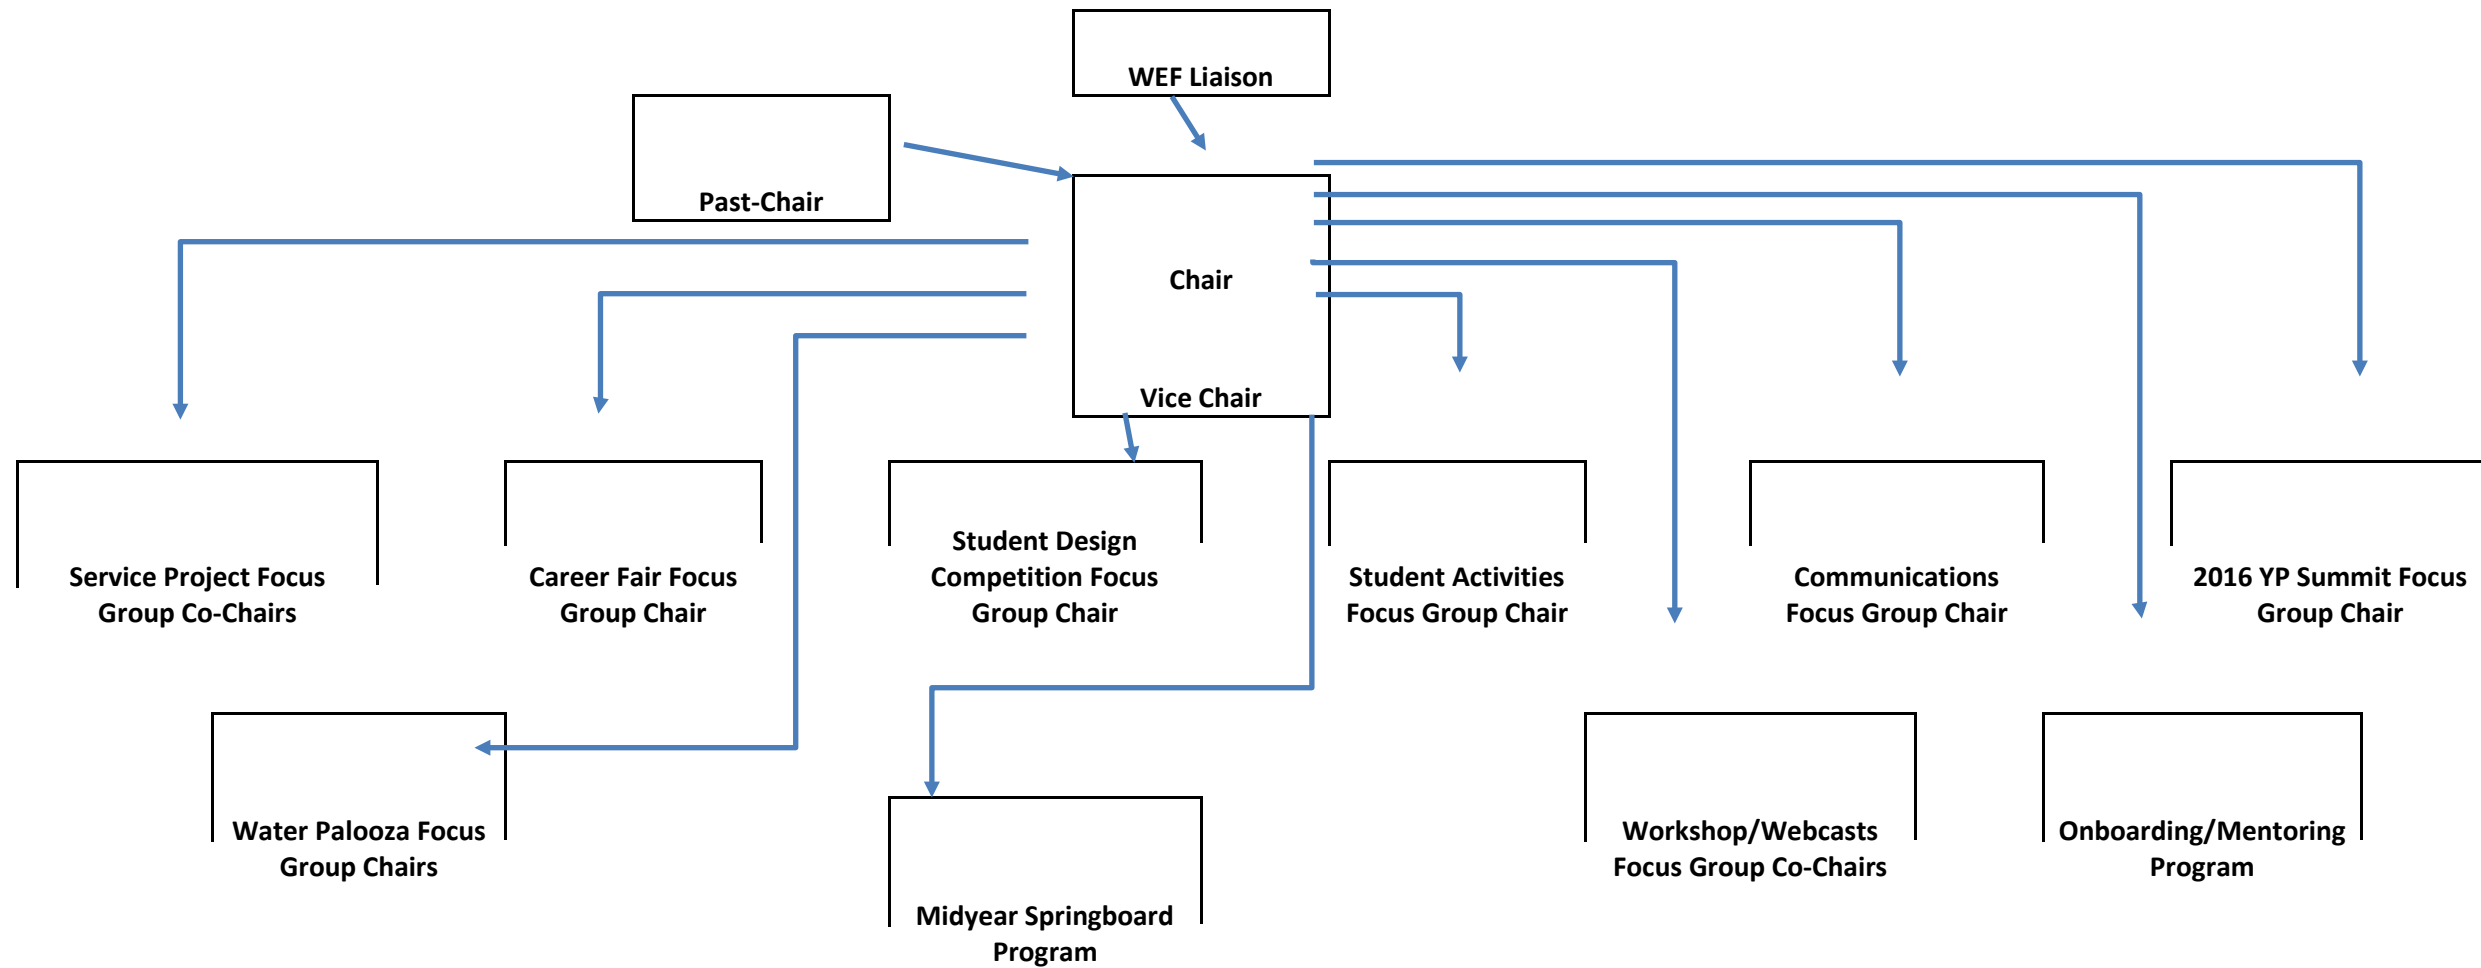 WEF Liaison
Past-Chair
Chair
Vice Chair
Service Project Focus
Group Co-Chairs
Career Fair Focus
Group Chair
Student Design
Competition Focus
Group Chair
Student Activities
Focus Group Chair
Communications
Focus Group Chair
2016 YP Summit Focus
Group Chair
Water Palooza Focus
Group Chairs
Midyear Springboard
Program
Workshop/Webcasts
Focus Group Co-Chairs
Onboarding/Mentoring
Program